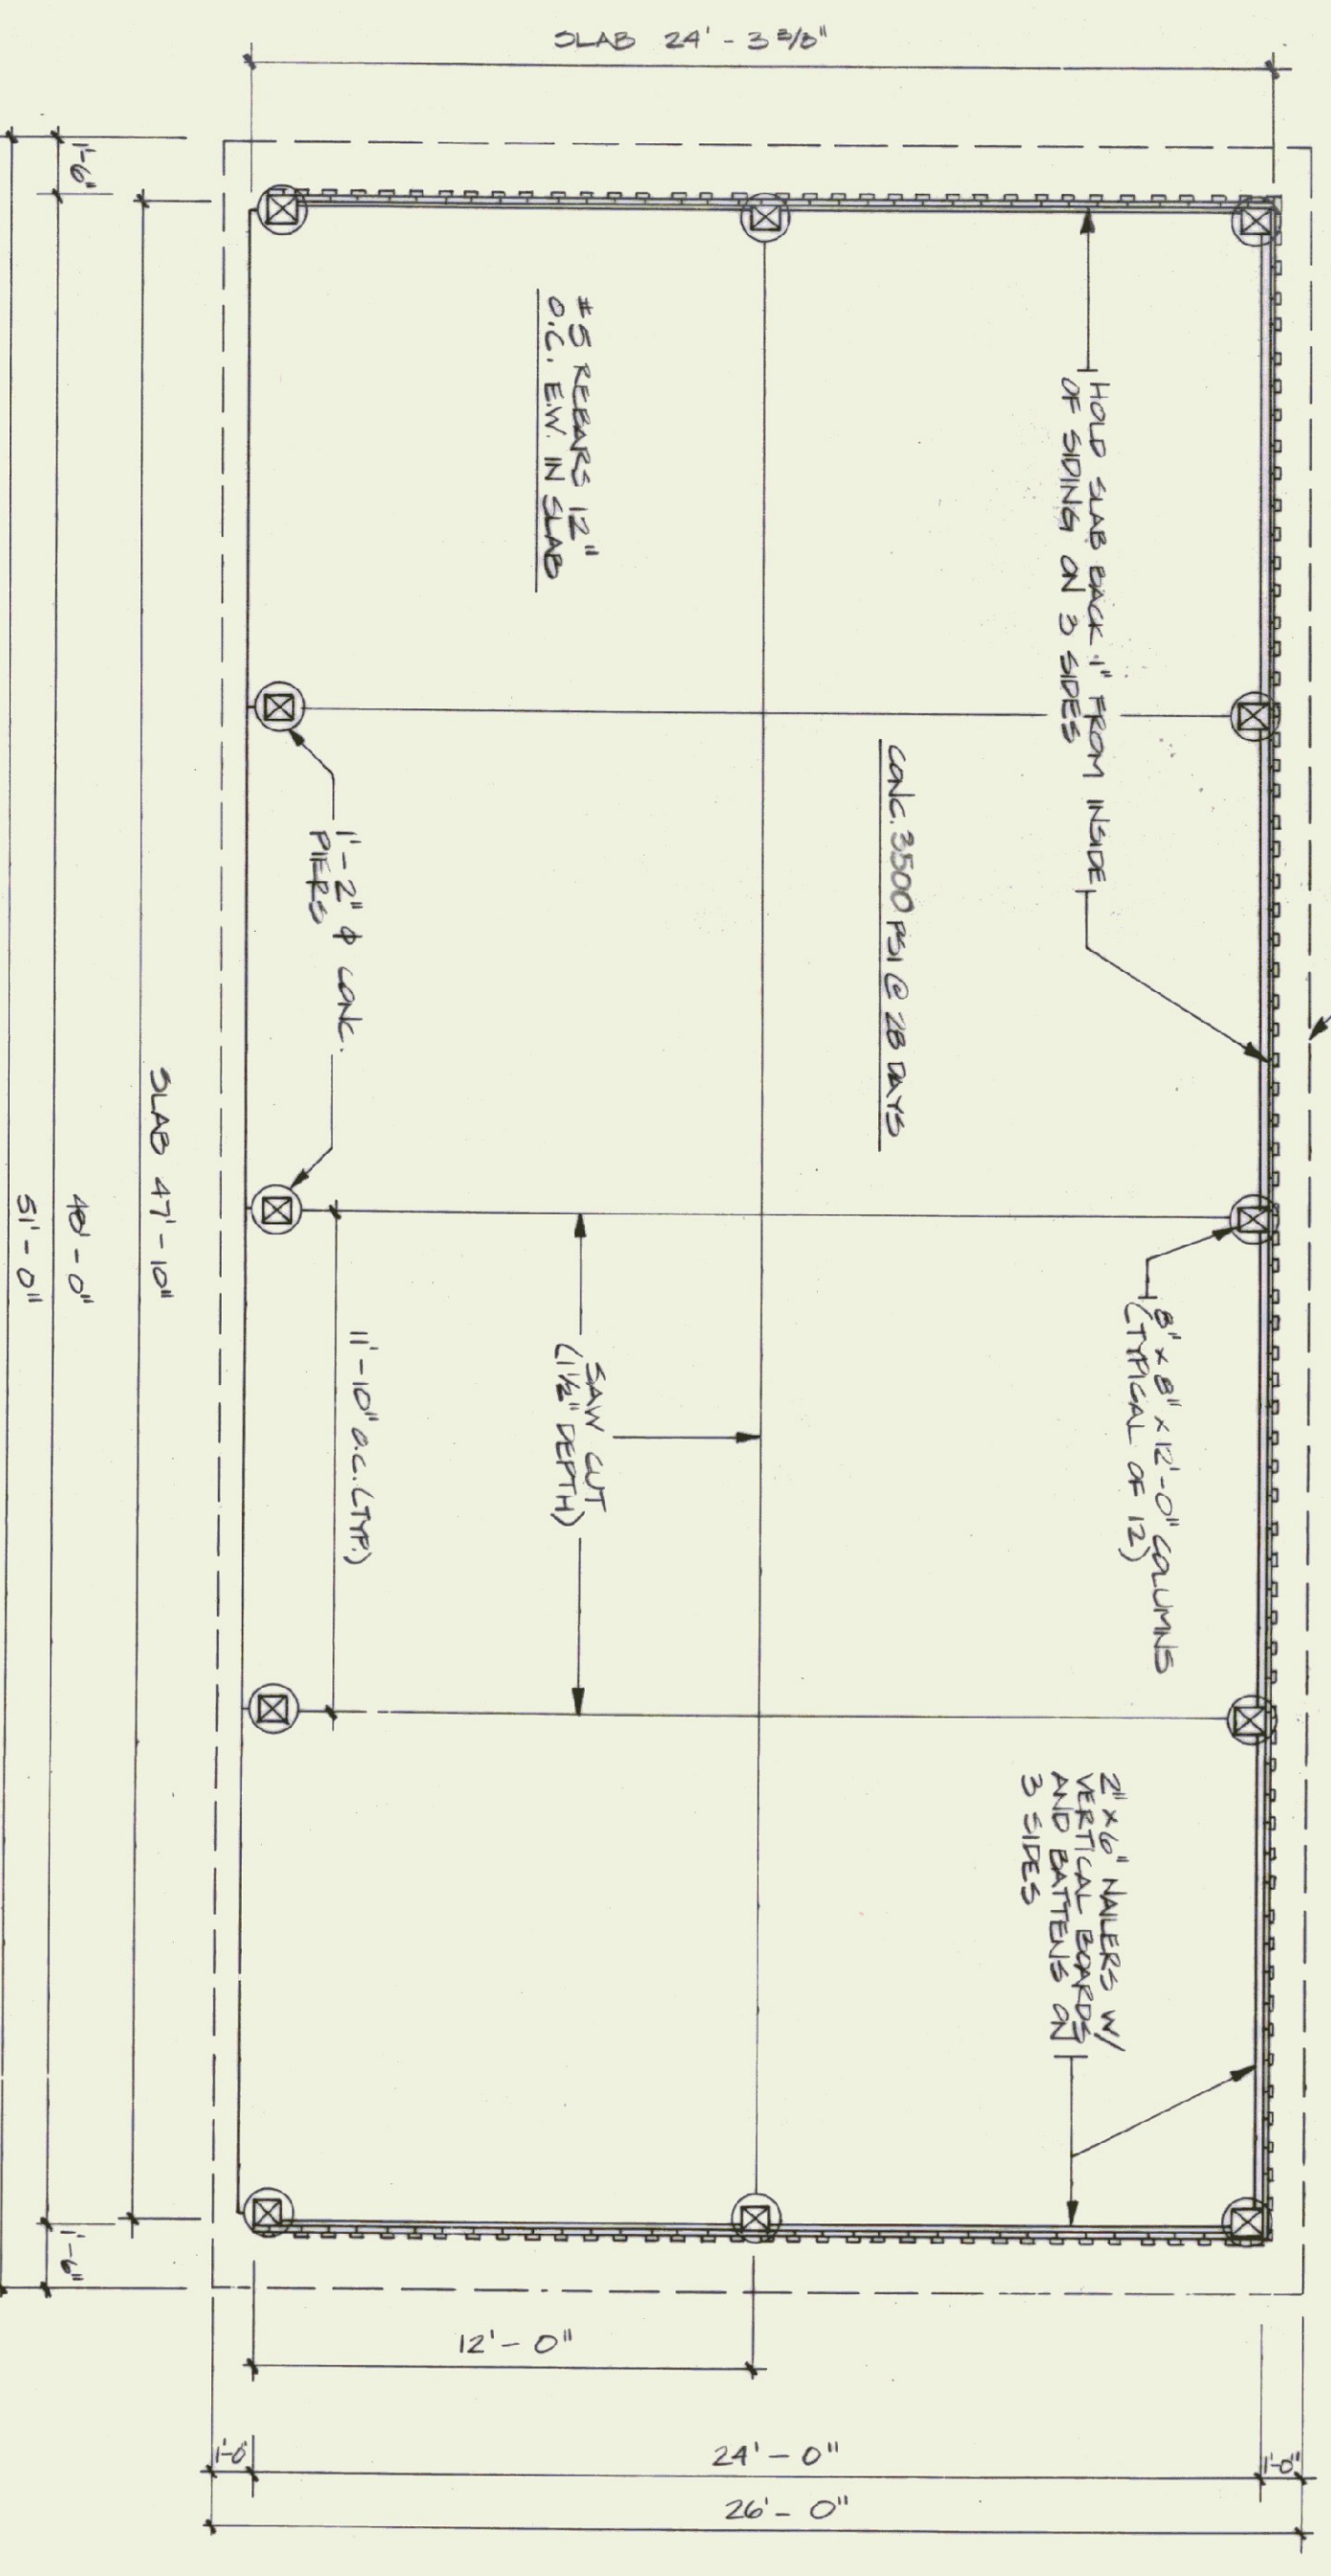 SLAB 24' - 3 3/8"
1'-6"
#5 REBARS 12"
O.C. E.W. IN SLAB
HOLD SLAB BACK 1" FROM INSIDE
OF SIDING ON 3 SIDES
CONC. 3500 PSI @ 28 DAYS
1'-2" φ CONC.
PIERS
SLAB 47'-10"
48'-0"
51'-0"
11'-10" O.C. (TYP.)
SAW CUT
(1 1/2" DEPTH)
8" x 8" x 12'-0" COLUMNS
(TYPICAL OF 12)
2" x 6" NAILERS W/
VERTICAL BOARDS
AND BATTENS ON
3 SIDES
1'-6"
12'-0"
1'-0"
24'-0"
1'-0"
26'-0"